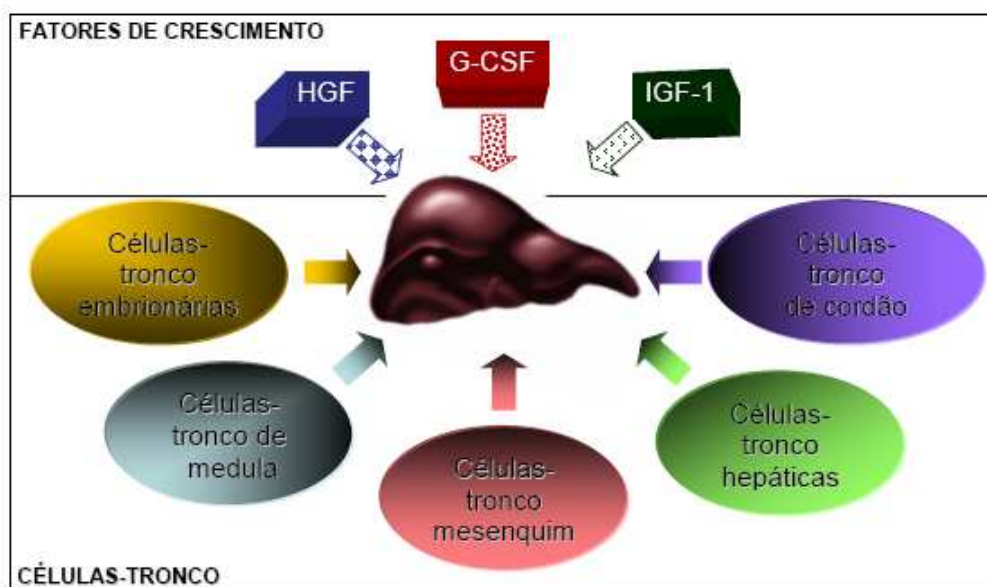 FATORES DE CRESCIMENTO
G-CSF
HGF
IGF-1
Células-
tronco
embrionárias
Células-
tronco
de cordão
Células-
tronco de
medula
Células-
tronco
mesenquim
Células-
tronco
hepáticas
CÉLULAS-TRONCO